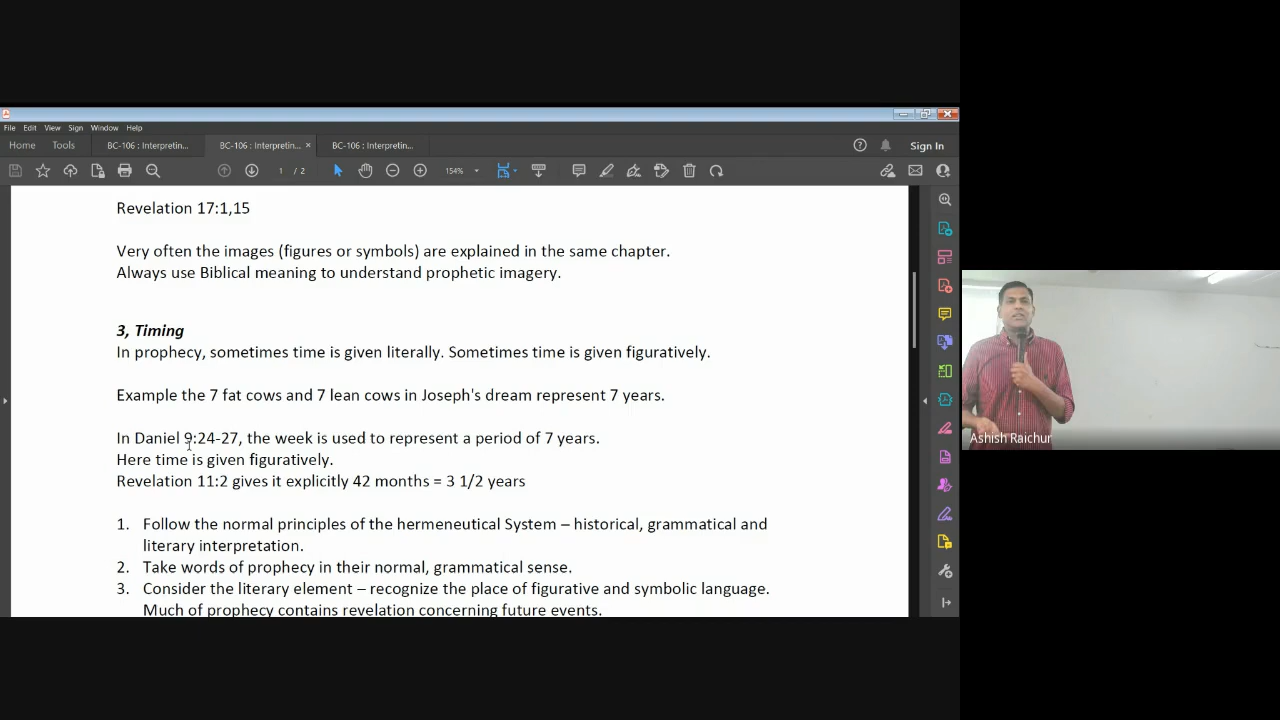 File Edit View Sign Window Help
Home Tools BC-106 : Interpretin... BC-106 : Interpretin... × BC-106 : Interpretin... Sign In
1 / 2 154%
Revelation 17:1,15
Very often the images (figures or symbols) are explained in the same chapter.
Always use Biblical meaning to understand prophetic imagery.
3, Timing
In prophecy, sometimes time is given literally. Sometimes time is given figuratively.
Example the 7 fat cows and 7 lean cows in Joseph's dream represent 7 years.
In Daniel 9:24-27, the week is used to represent a period of 7 years.
Here time is given figuratively.
Revelation 11:2 gives it explicitly 42 months = 3 1/2 years
1. Follow the normal principles of the hermeneutical System – historical, grammatical and
literary interpretation.
2. Take words of prophecy in their normal, grammatical sense.
3. Consider the literary element – recognize the place of figurative and symbolic language.
Much of prophecy contains revelation concerning future events.
Ashish Raichur